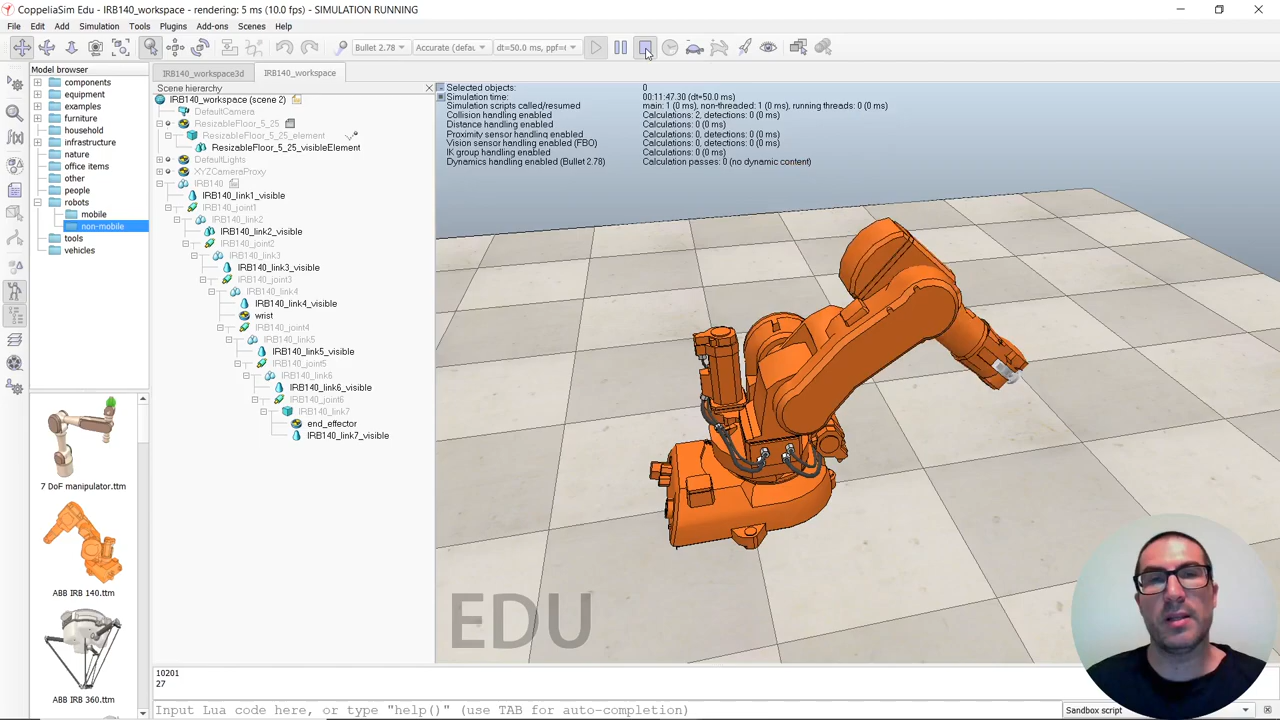 CoppeliaSim Edu - IRB140_workspace - rendering: 5 ms (10.0 fps) - SIMULATION RUNNING
File Edit Add Simulation Tools Plugins Add-ons Scenes Help
Bullet 2.78 Accurate (defau dt=50.0 ms, ppf=
Model browser
components
equipment
examples
furniture
household
infrastructure
nature
office items
other
people
robots
mobile
non-mobile
tools
vehicles
7 DoF manipulator.ttm
ABB IRB 140.ttm
ABB IRB 360.ttm
IRB140_workspace3d IRB140_workspace
Scene hierarchy
IRB140_workspace (scene 2)
DefaultCamera
ResizableFloor_5_25
ResizableFloor_5_25_element
ResizableFloor_5_25_visibleElement
DefaultLights
XYZCameraProxy
IRB140
IRB140_link1_visible
IRB140_joint1
IRB140_link2
IRB140_link2_visible
IRB140_joint2
IRB140_link3
IRB140_link3_visible
IRB140_joint3
IRB140_link4
IRB140_link4_visible
wrist
IRB140_joint4
IRB140_link5
IRB140_link5_visible
IRB140_joint5
IRB140_link6
IRB140_link6_visible
IRB140_joint6
IRB140_link7
end_effector
IRB140_link7_visible
Selected objects: 0
Simulation time: 00:11:47.30 (dt=50.0 ms)
Simulation scripts called/resumed main: 1 (0 ms), non-threaded: 1 (0 ms), running threads: 0 (0 ms)
Collision handling enabled Calculations: 2, detections: 0 (0 ms)
Distance handling enabled Calculations: 0 (0 ms)
Proximity sensor handling enabled Calculations: 0, detections: 0 (0 ms)
Vision sensor handling enabled (FBO) Calculations: 0, detections: 0 (0 ms)
IK group handling enabled Calculations: 0 (0 ms)
Dynamics handling enabled (Bullet 2.78) Calculation passes: 0 (no dynamic content)
EDU
10201
27
Input Lua code here, or type "help()" (use TAB for auto-completion)
Sandbox script